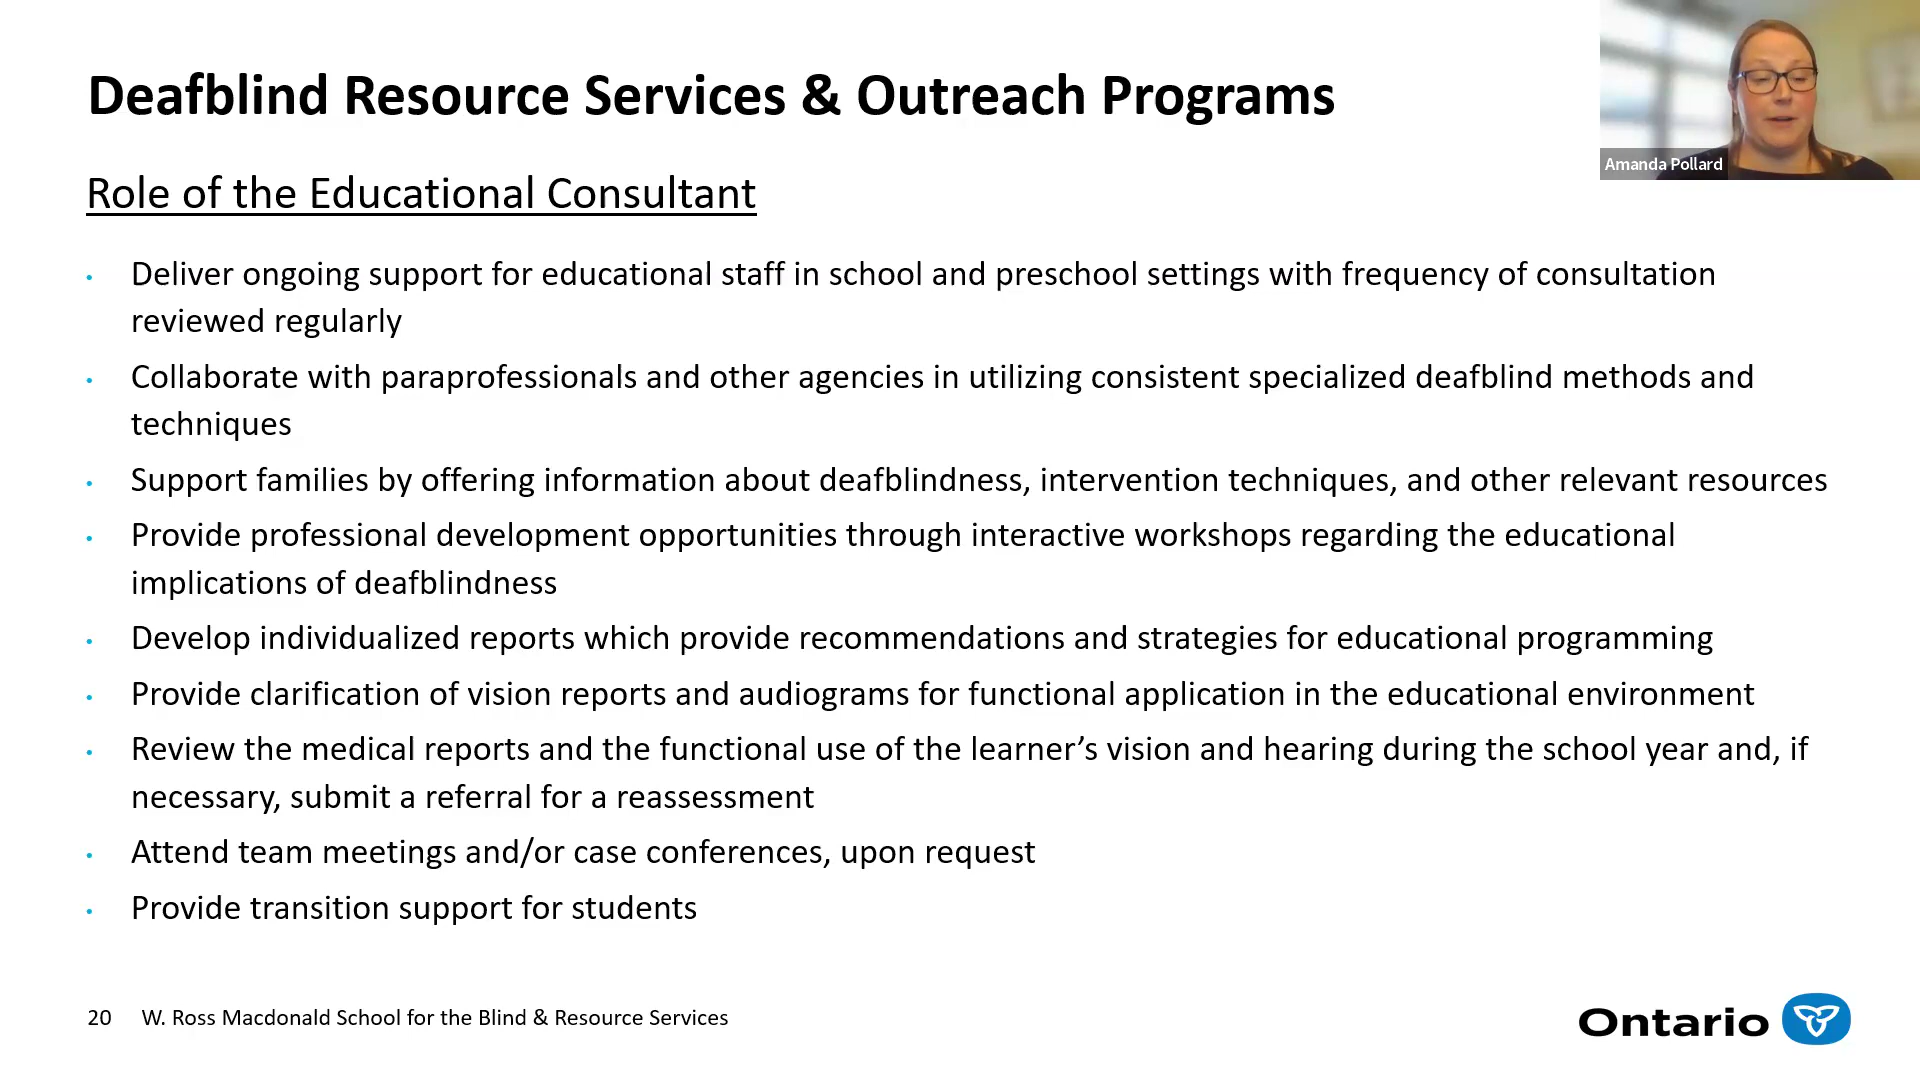 Deafblind Resource Services & Outreach Programs
Amanda Pollard
Role of the Educational Consultant
• Deliver ongoing support for educational staff in school and preschool settings with frequency of consultation
reviewed regularly
• Collaborate with paraprofessionals and other agencies in utilizing consistent specialized deafblind methods and
techniques
• Support families by offering information about deafblindness, intervention techniques, and other relevant resources
• Provide professional development opportunities through interactive workshops regarding the educational
implications of deafblindness
• Develop individualized reports which provide recommendations and strategies for educational programming
• Provide clarification of vision reports and audiograms for functional application in the educational environment
• Review the medical reports and the functional use of the learner’s vision and hearing during the school year and, if
necessary, submit a referral for a reassessment
• Attend team meetings and/or case conferences, upon request
• Provide transition support for students
20 W. Ross Macdonald School for the Blind & Resource Services
Ontario